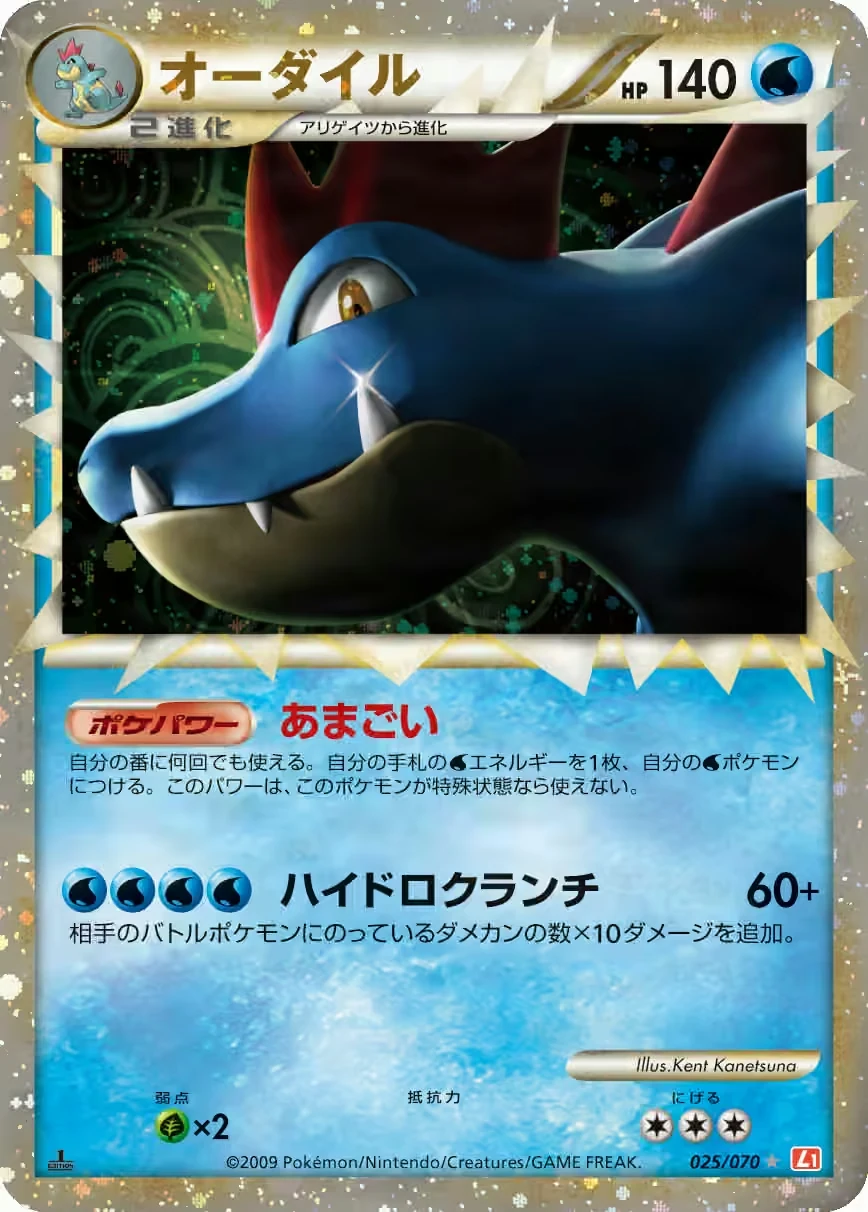 オーダイル
HP 140
2進化
アリゲイツから進化
ポケパワー あまごい
自分の番に何回でも使える。自分の手札のエネルギーを1枚、自分のポケモン
につける。このパワーは、このポケモンが特殊状態なら使えない。
ハイドロクランチ 60+
相手のバトルポケモンにのっているダメカンの数×10ダメージを追加。
Illus.Kent Kanetsuna
弱点 抵抗力 にげる
×2
1 EDITION
©2009 Pokémon/Nintendo/Creatures/GAME FREAK. 025/070 L1